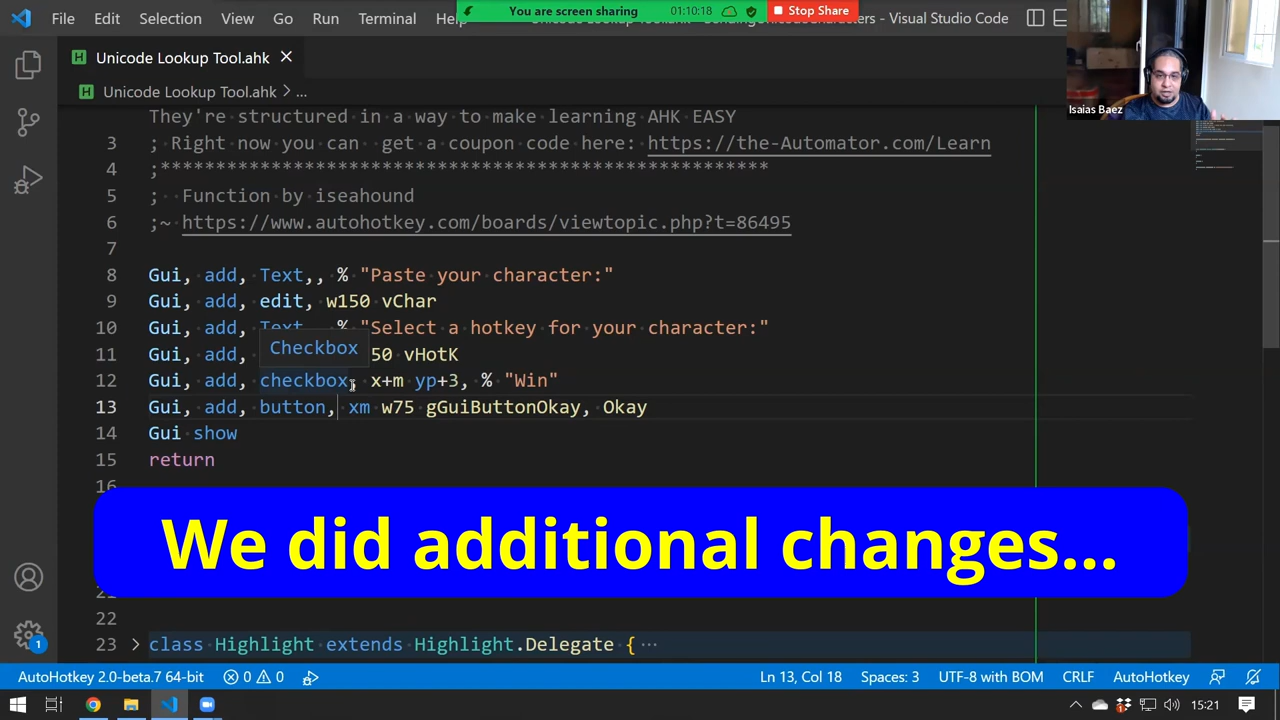 File Edit Selection View Go Run Terminal Help
You are screen sharing
01:10:18
Stop Share
Characters - Visual Studio Code
Isaias Baez
Unicode Lookup Tool.ahk
Unicode Lookup Tool.ahk > ...
They're structured in a way to make learning AHK EASY
3 ; Right now you can get a coupon code here: https://the-Automator.com/Learn
4 ;*******************************************************
5 ; Function by iseahound
6 ;~ https://www.autohotkey.com/boards/viewtopic.php?t=86495
7
8 Gui, add, Text,, % "Paste your character:"
9 Gui, add, edit, w150 vChar
10 Gui, add, Text,, % "Select a hotkey for your character:"
Checkbox
11 Gui, add, 50 vHotK
12 Gui, add, checkbox, x+m yp+3, % "Win"
13 Gui, add, button, xm w75 gGuiButtonOkay, Okay
14 Gui show
15 return
16
We did additional changes...
22
23 class Highlight extends Highlight.Delegate { ...
AutoHotkey 2.0-beta.7 64-bit 0 0 Ln 13, Col 18 Spaces: 3 UTF-8 with BOM CRLF AutoHotkey
1
15:21